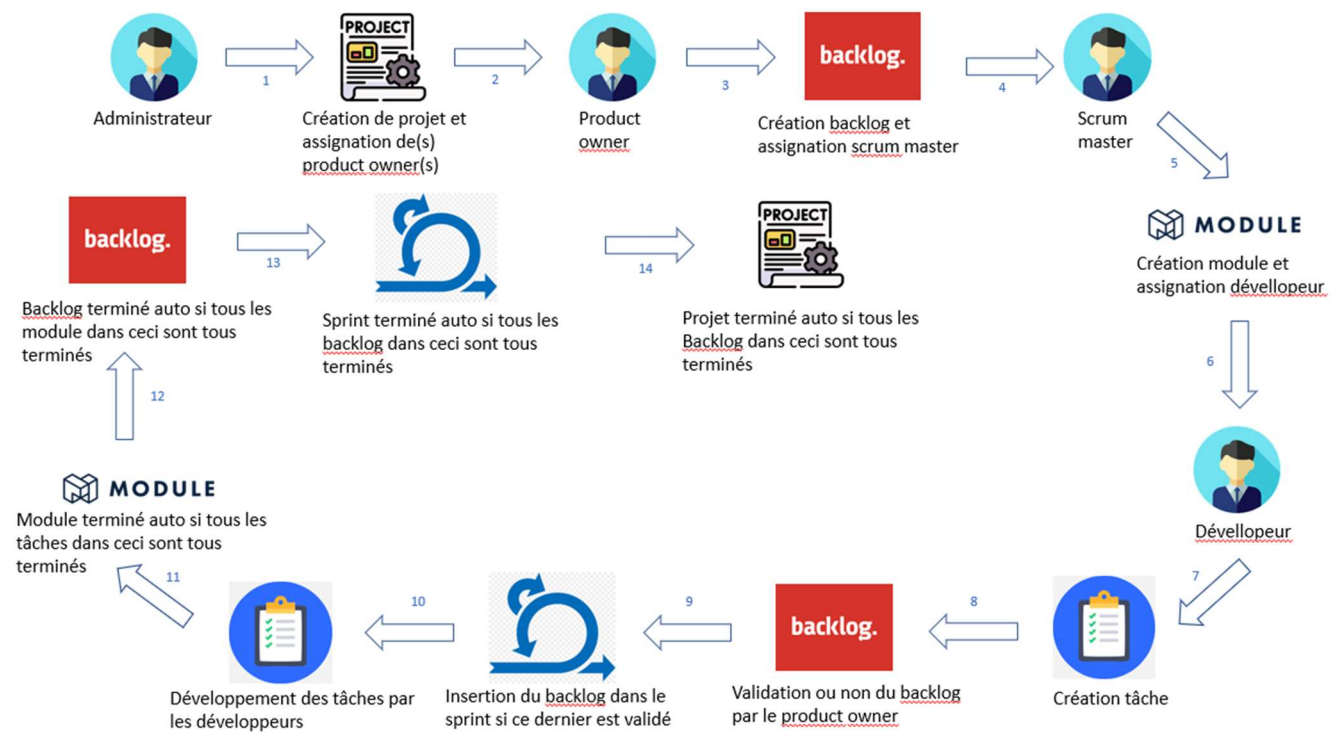 PROJECT
backlog.
1
2
3
4
Administrateur
Création de projet et
assignation de(s)
product owner(s)
Product
owner
Création backlog et
assignation scrum master
Scrum
master
5
backlog.
PROJECT
MODULE
13
14
Création module et
assignation dévellopeur
Backlog terminé auto si tous les
module dans ceci sont tous
terminés
Sprint terminé auto si tous les
backlog dans ceci sont tous
terminés
Projet terminé auto si tous les
Backlog dans ceci sont tous
terminés
6
12
MODULE
Module terminé auto si tous les
tâches dans ceci sont tous
terminés
Dévellopeur
11
10
9
8
7
backlog.
Développement des tâches par
les développeurs
Insertion du backlog dans le
sprint si ce dernier est validé
Validation ou non du backlog
par le product owner
Création tâche